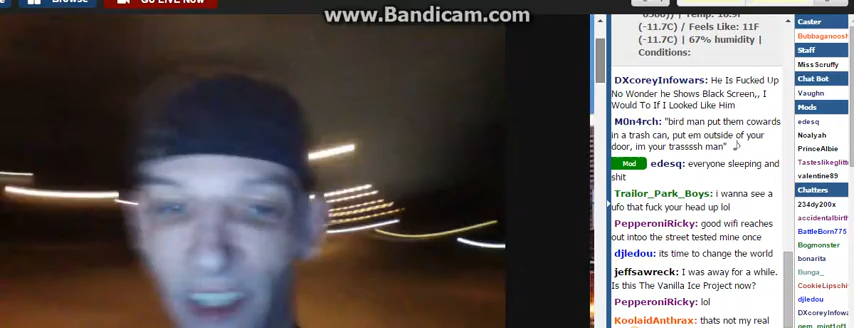 Browse
GO LIVE Now
www.Bandicam.com
(-11.7C) / Feels Like: 11F
(-11.7C) | 67% humidity |
Conditions:
DXcoreyInfowars: He Is Fucked Up
No Wonder he Shows Black Screen,, I
Would To If I Looked Like Him
M0n4rch: "bird man put them cowards
in a trash can, put em outside of your
door, im your trassssh man" ♪
Mod edesq: everyone sleeping and
shit
Trailor_Park_Boys: i wanna see a
ufo that fuck your head up lol
PepperoniRicky: good wifi reaches
out intoo the street tested mine once
djledou: its time to change the world
jeffsawreck: I was away for a while.
Is this The Vanilla Ice Project now?
PepperoniRicky: lol
KoolaidAnthrax: thats not my real
Caster
Bubbaganoosh
Staff
MissScruffy
Chat Bot
Vaughn
Mods
edesq
Noalyah
PrinceAlbie
Tasteslikeglitt
valentine89
Chatters
234dy200x
accidentalbirth
BattleBorn775
Bogmonster
bonarita
Bunga_
CookieLipschi
djledou
DXcoreyInfow